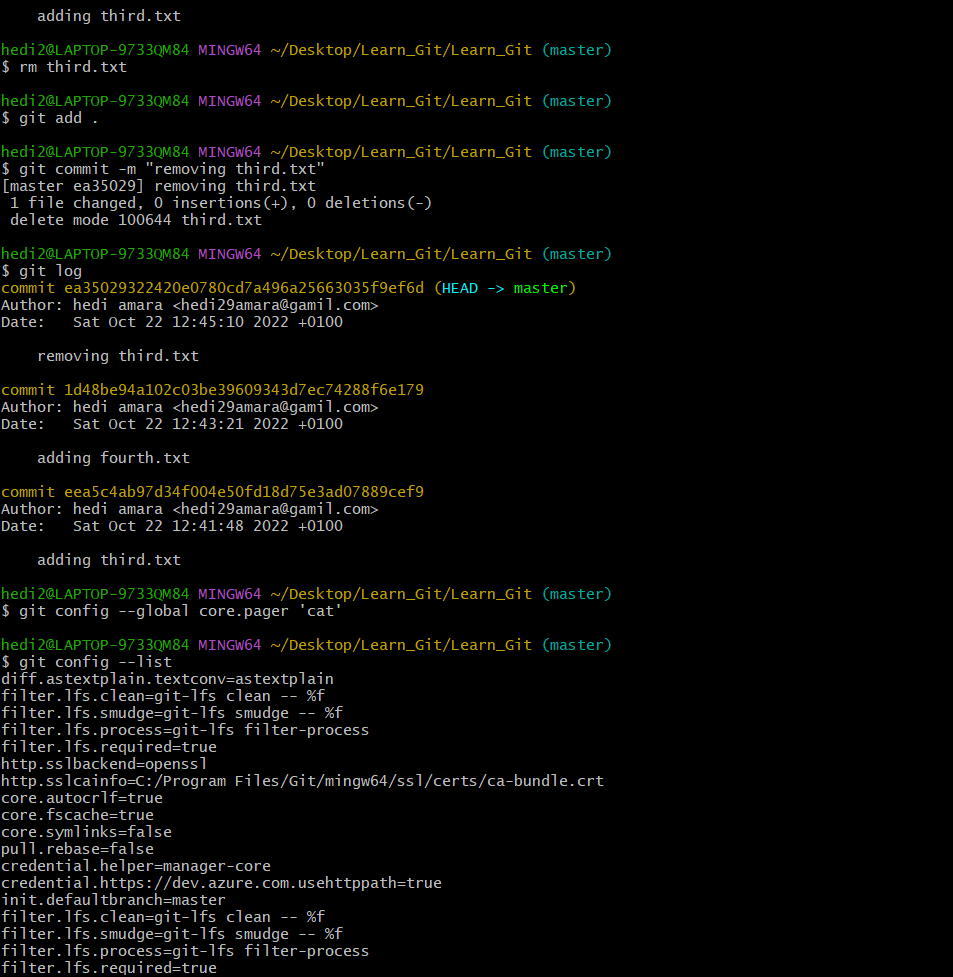 adding third.txt
hedi2@LAPTOP-9733QM84 MINGW64 ~/Desktop/Learn_Git/Learn_Git (master)
$ rm third.txt
hedi2@LAPTOP-9733QM84 MINGW64 ~/Desktop/Learn_Git/Learn_Git (master)
$ git add .
hedi2@LAPTOP-9733QM84 MINGW64 ~/Desktop/Learn_Git/Learn_Git (master)
$ git commit -m "removing third.txt"
[master ea35029] removing third.txt
1 file changed, 0 insertions(+), 0 deletions(-)
delete mode 100644 third.txt
hedi2@LAPTOP-9733QM84 MINGW64 ~/Desktop/Learn_Git/Learn_Git (master)
$ git log
commit ea35029322420e0780cd7a496a25663035f9ef6d (HEAD -> master)
Author: hedi amara <hedi29amara@gamil.com>
Date:   Sat Oct 22 12:45:10 2022 +0100
removing third.txt
commit 1d48be94a102c03be39609343d7ec74288f6e179
Author: hedi amara <hedi29amara@gamil.com>
Date:   Sat Oct 22 12:43:21 2022 +0100
adding fourth.txt
commit eea5c4ab97d34f004e50fd18d75e3ad07889cef9
Author: hedi amara <hedi29amara@gamil.com>
Date:   Sat Oct 22 12:41:48 2022 +0100
adding third.txt
hedi2@LAPTOP-9733QM84 MINGW64 ~/Desktop/Learn_Git/Learn_Git (master)
$ git config --global core.pager 'cat'
hedi2@LAPTOP-9733QM84 MINGW64 ~/Desktop/Learn_Git/Learn_Git (master)
$ git config --list
diff.astextplain.textconv=astextplain
filter.lfs.clean=git-lfs clean -- %f
filter.lfs.smudge=git-lfs smudge -- %f
filter.lfs.process=git-lfs filter-process
filter.lfs.required=true
http.sslbackend=openssl
http.sslcainfo=C:/Program Files/Git/mingw64/ssl/certs/ca-bundle.crt
core.autocrlf=true
core.fscache=true
core.symlinks=false
pull.rebase=false
credential.helper=manager-core
credential.https://dev.azure.com.usehttppath=true
init.defaultbranch=master
filter.lfs.clean=git-lfs clean -- %f
filter.lfs.smudge=git-lfs smudge -- %f
filter.lfs.process=git-lfs filter-process
filter.lfs.required=true